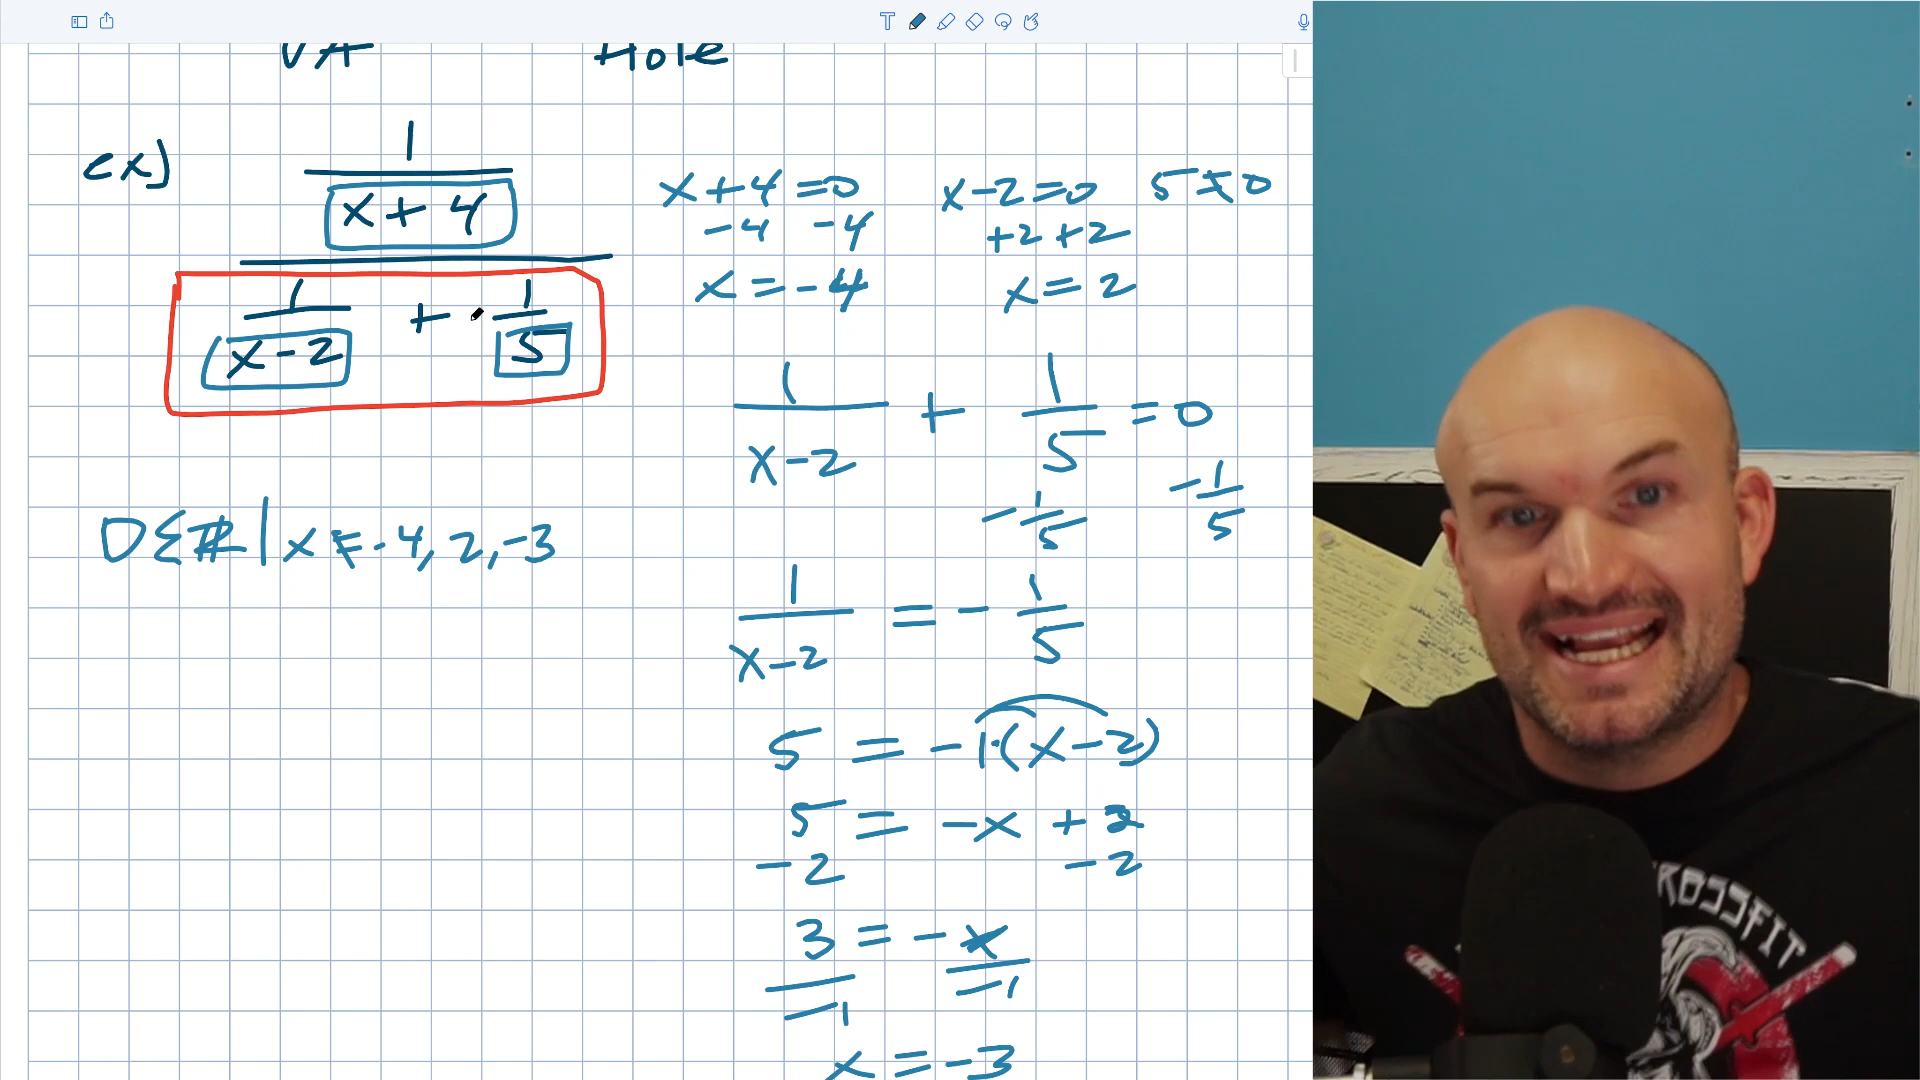 VA Hole
ex) 1
x + 4
1 + 1
x - 2 5
x + 4 = 0 x - 2 = 0 5 ≠ 0
- 4 - 4 + 2 + 2
x = - 4 x = 2
1 + 1 = 0
x - 2 5
- 1/5 - 1/5
1 = - 1
x - 2 5
5 = - 1 · (x - 2)
5 = - x + 2
- 2 - 2
3 = - x
-1 -1
x = - 3
D{ℝ | x ≠ - 4, 2, - 3
CROSSFIT